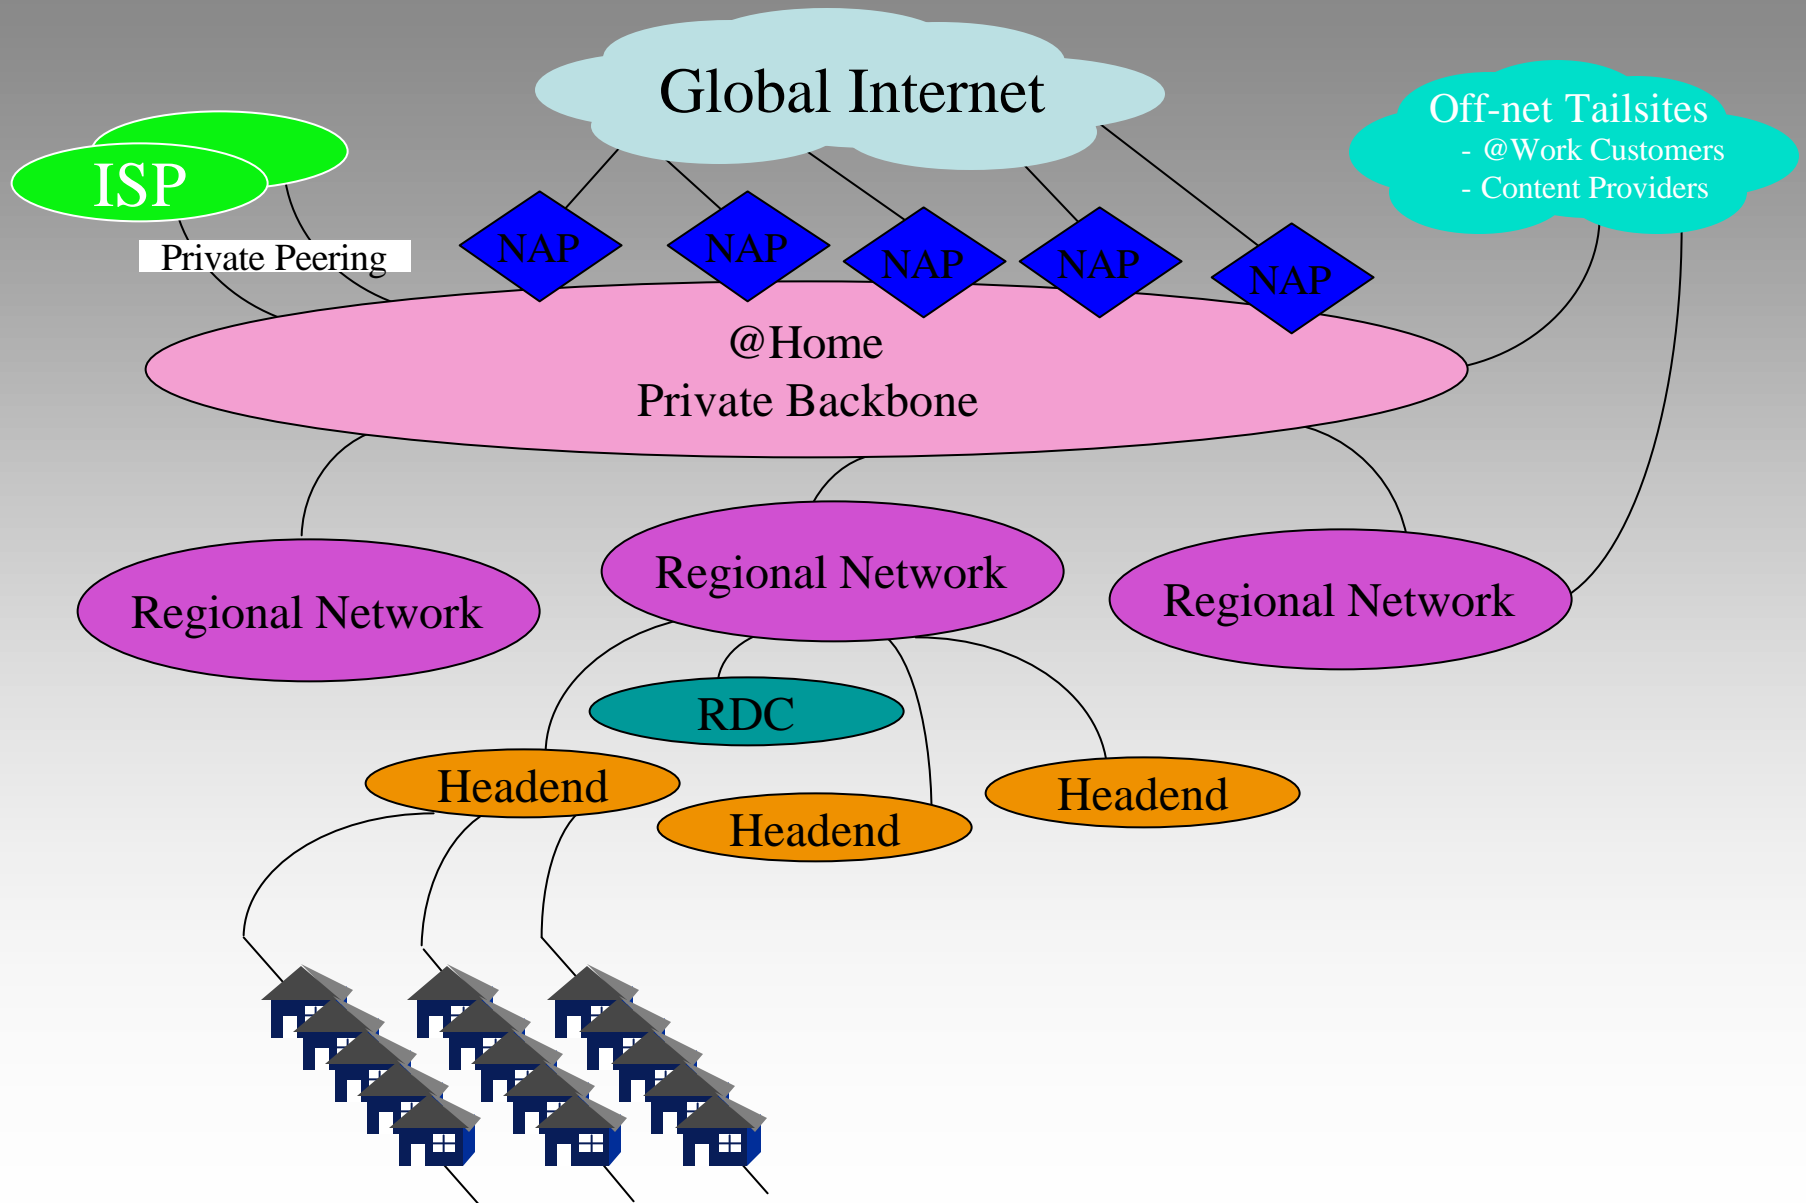 Global Internet
Off-net Tailsites
- @Work Customers
- Content Providers
ISP
Private Peering
NAP
NAP
NAP
NAP
NAP
@Home
Private Backbone
Regional Network
Regional Network
Regional Network
RDC
Headend
Headend
Headend